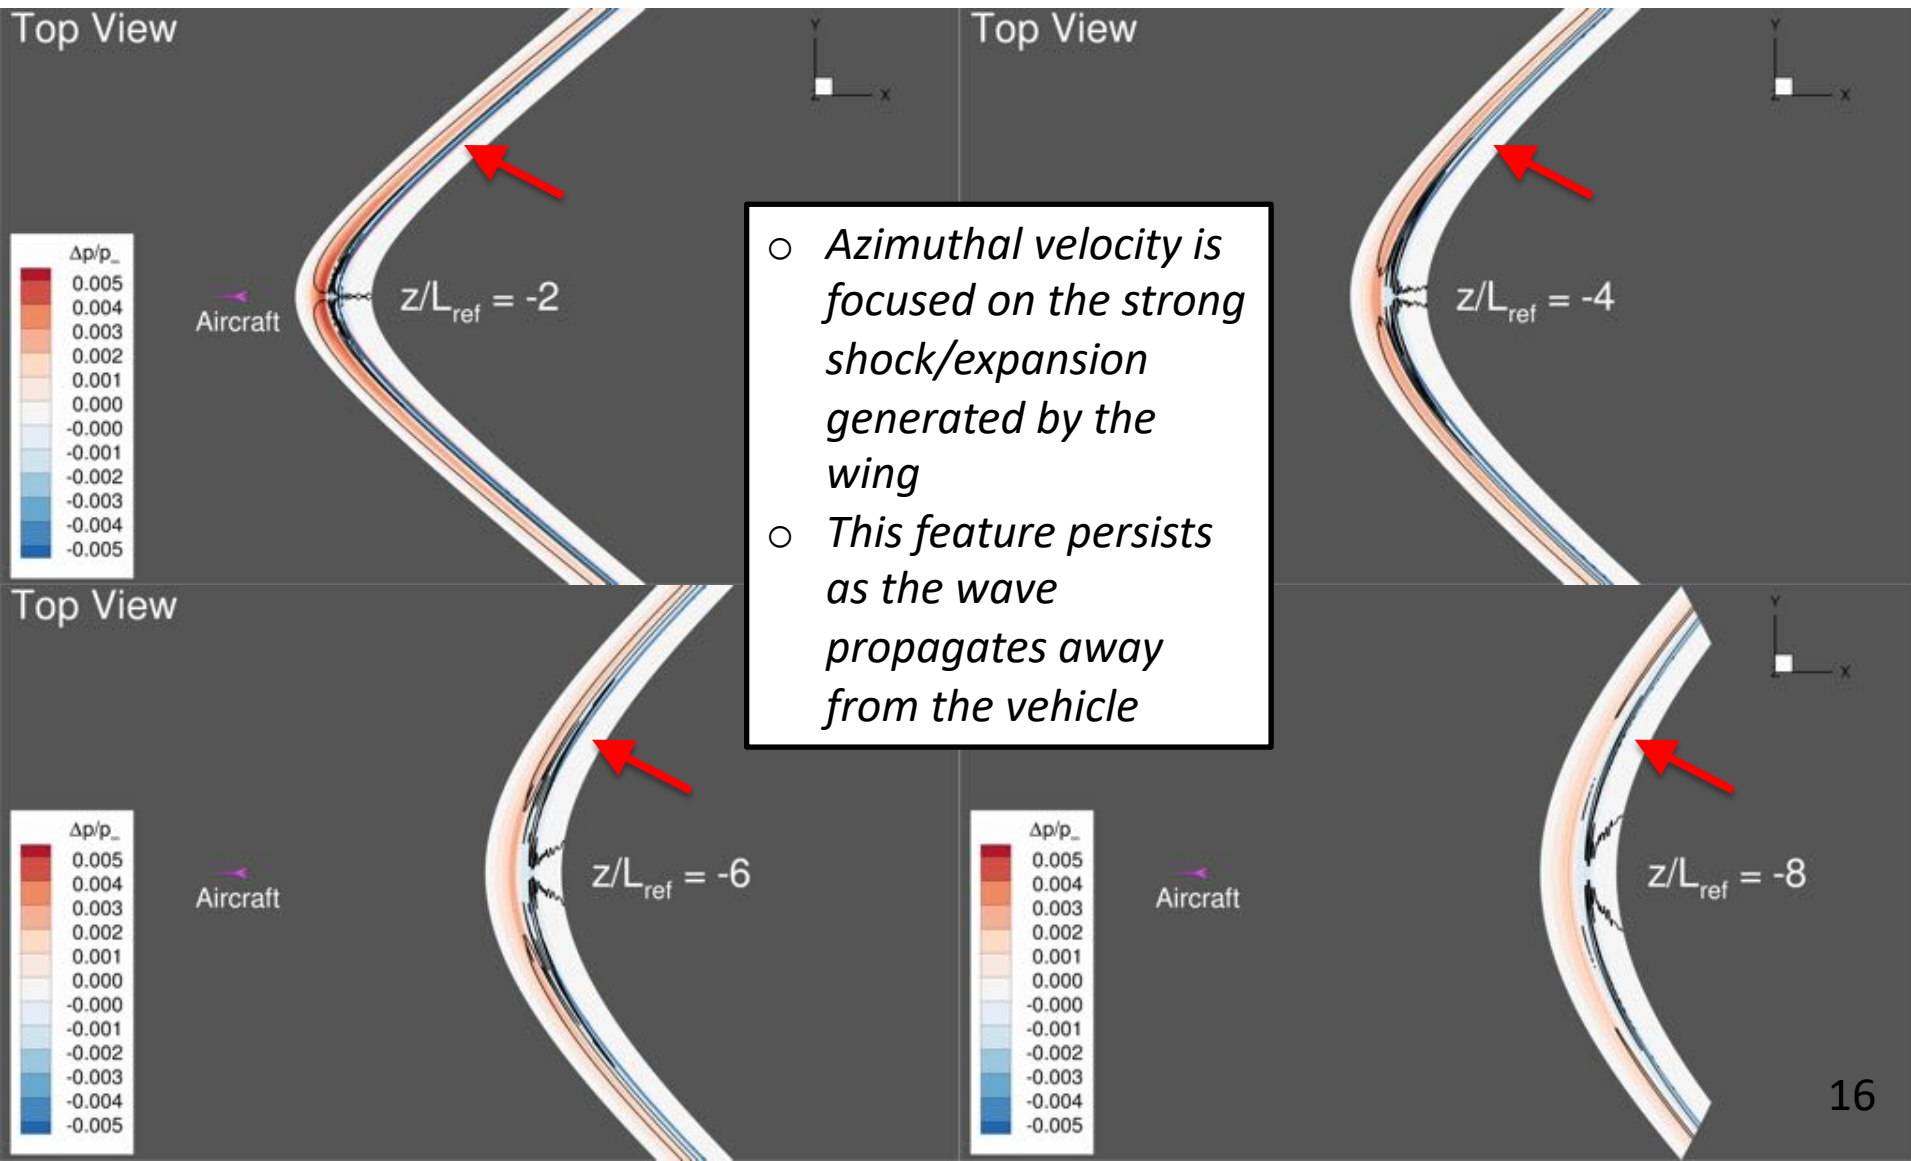 Top View
Y
Z
X
Δp/p_
0.005
0.004
0.003
0.002
0.001
0.000
-0.000
-0.001
-0.002
-0.003
-0.004
-0.005
Aircraft
z/Lref = -2
Top View
Y
Z
X
z/Lref = -4
○ Azimuthal velocity is
focused on the strong
shock/expansion
generated by the
wing
○ This feature persists
as the wave
propagates away
from the vehicle
Top View
Δp/p_
0.005
0.004
0.003
0.002
0.001
0.000
-0.000
-0.001
-0.002
-0.003
-0.004
-0.005
Aircraft
z/Lref = -6
Y
Z
X
Δp/p_
0.005
0.004
0.003
0.002
0.001
0.000
-0.000
-0.001
-0.002
-0.003
-0.004
-0.005
Aircraft
z/Lref = -8
16